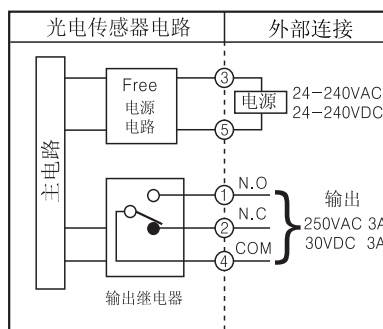 光电传感器电路
外部连接
主电路
Free
电源
电路
③
⑤
电源
24-240VAC
24-240VDC
① N.O
② N.C
④ COM
输出
250VAC 3A
30VDC 3A
输出继电器